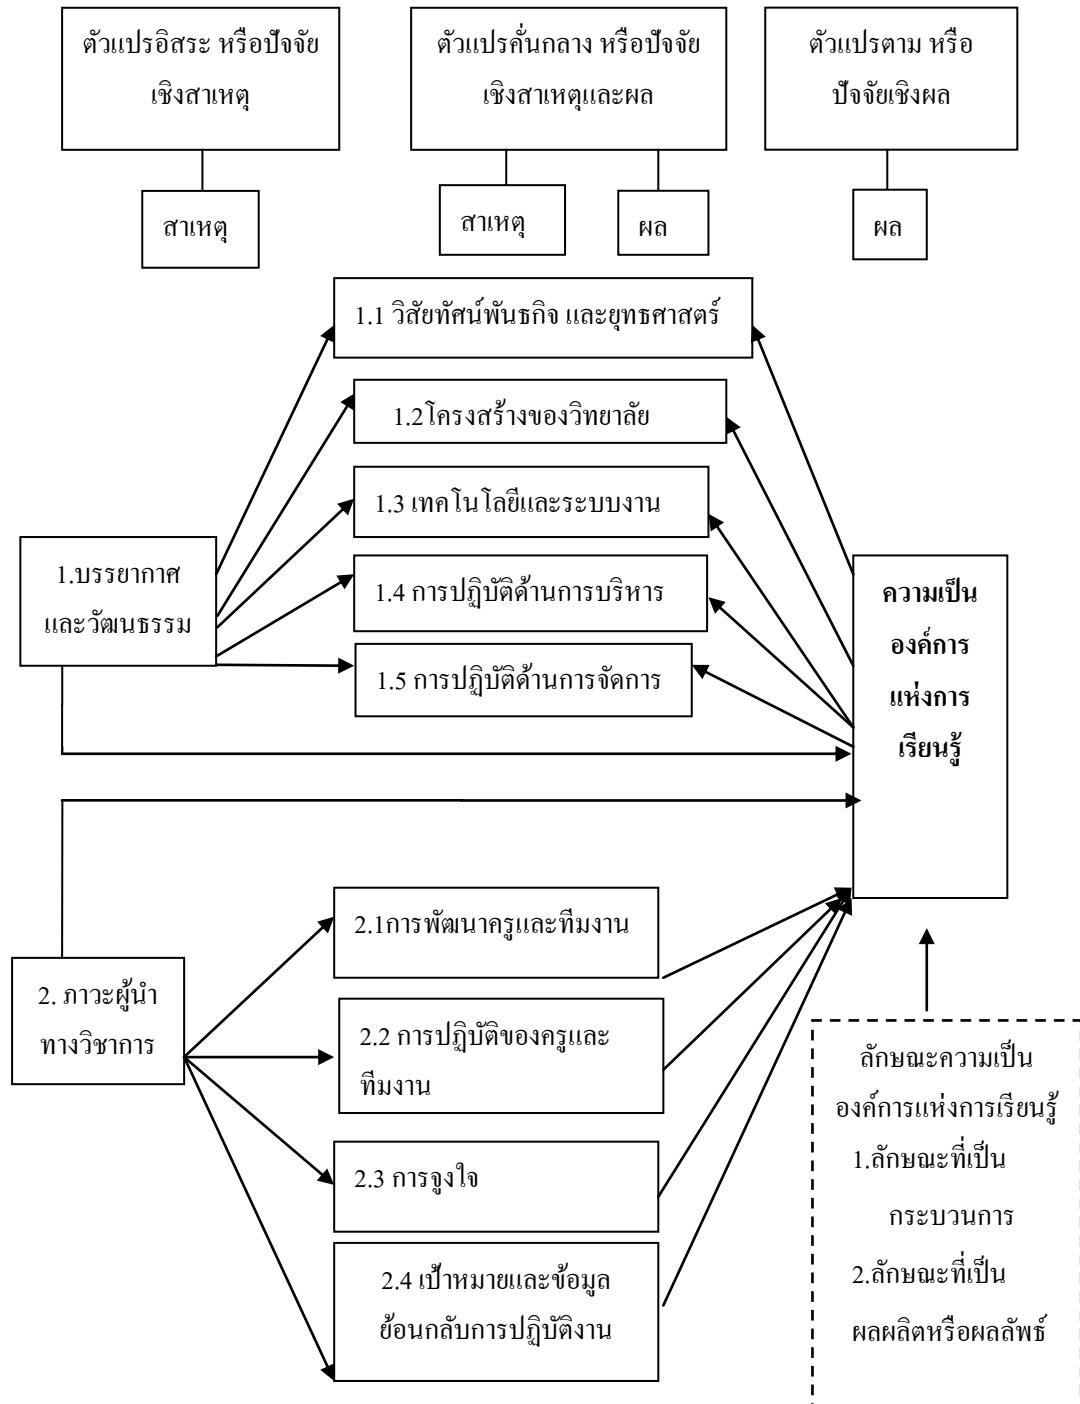 ตัวแปรอิสระ หรือปัจจัย
เชิงสาเหตุ
ตัวแปรคั่นกลาง หรือปัจจัย
เชิงสาเหตุและผล
ตัวแปรตาม หรือ
ปัจจัยเชิงผล
สาเหตุ
สาเหตุ
ผล
ผล
1.1 วิสัยทัศน์พันธกิจ และยุทธศาสตร์
1.2โครงสร้างของวิทยาลัย
1.3 เทคโนโลยีและระบบงาน
1.4 การปฏิบัติด้านการบริหาร
1.5 การปฏิบัติด้านการจัดการ
1.บรรยากาศ
และวัฒนธรรม
ความเป็น
องค์การ
แห่งการ
เรียนรู้
2.1การพัฒนาครูและทีมงาน
2.2 การปฏิบัติของครูและ
ทีมงาน
2.3 การจูงใจ
2.4 เป้าหมายและข้อมูล
ย้อนกลับการปฏิบัติงาน
2. ภาวะผู้นำ
ทางวิชาการ
ลักษณะความเป็น
องค์การแห่งการเรียนรู้
1.ลักษณะที่เป็น
กระบวนการ
2.ลักษณะที่เป็น
ผลผลิตหรือผลลัพธ์